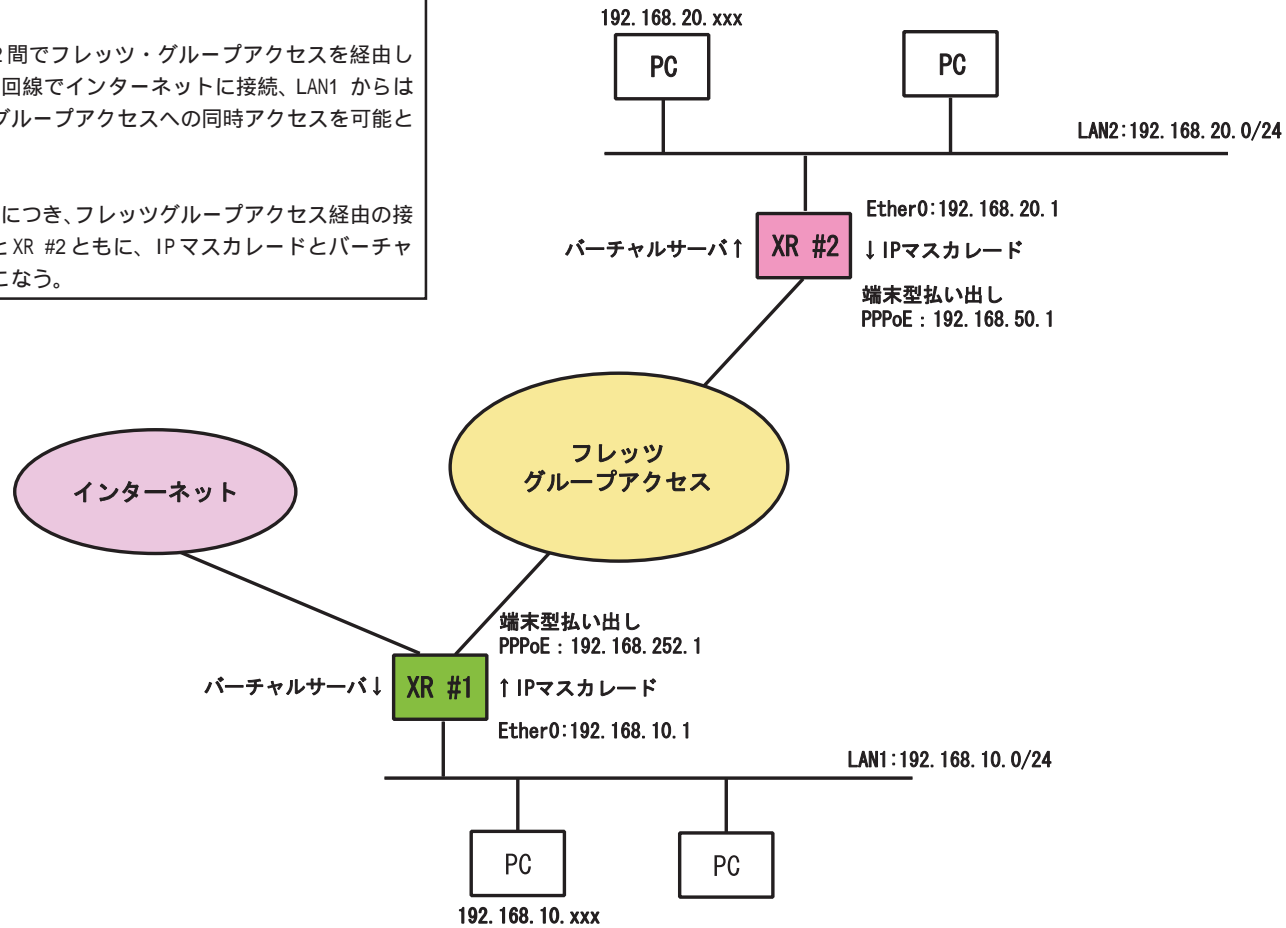 間でフレッツ・グループアクセスを経由し
回線でインターネットに接続、LAN1 からは
グループアクセスへの同時アクセスを可能と
につき、フレッツグループアクセス経由の接
と XR #2 ともに、IP マスカレードとバーチャ
こなう。
192.168.20.xxx
PC
PC
LAN2:192.168.20.0/24
Ether0:192.168.20.1
バーチャルサーバ↑
XR #2
↓IPマスカレード
端末型払い出し
PPPoE：192.168.50.1
フレッツ
グループアクセス
インターネット
端末型払い出し
PPPoE：192.168.252.1
バーチャルサーバ↓
XR #1
↑IPマスカレード
Ether0:192.168.10.1
LAN1:192.168.10.0/24
PC
PC
192.168.10.xxx